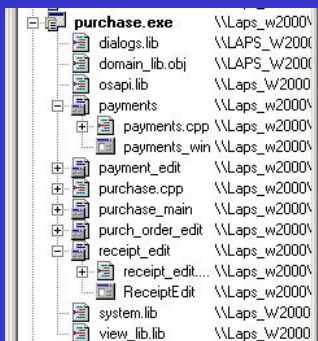 purchase.exe \\Laps_w2000\
dialogs.lib \\LAPS_W200(
domain_lib.obj \\LAPS_W200(
osapi.lib \\Laps_W2000
payments \\Laps_w2000\
payments.cpp \\Laps_w2000\
payments_win \\Laps_w2000\
payment_edit \\Laps_w2000\
purchase.cpp \\Laps_w2000\
purchase_main \\Laps_w2000\
purch_order_edit \\Laps_w2000\
receipt_edit \\Laps_w2000\
receipt_edit.... \\Laps_w2000\
ReceiptEdit \\Laps_w2000\
system.lib \\Laps_W2000
view_lib.lib \\Laps_W2000